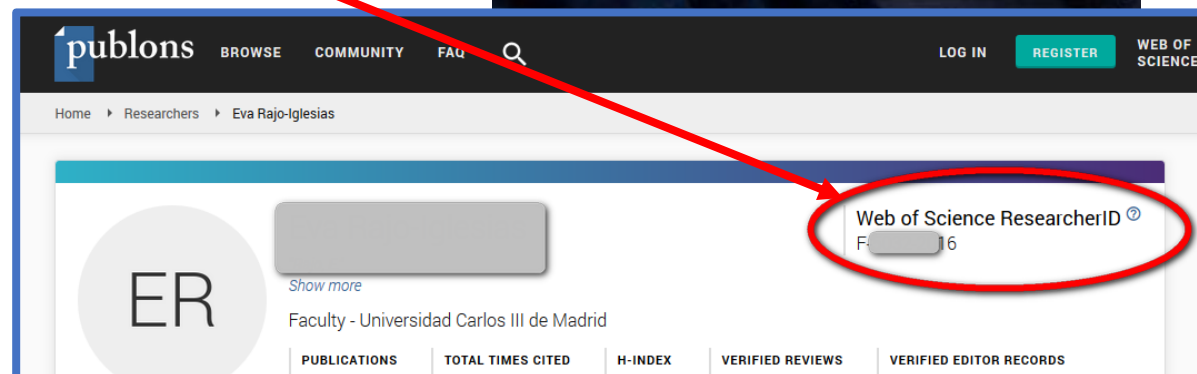 publons BROWSE COMMUNITY FAQ LOG IN REGISTER WEB OF SCIENCE
Home Researchers Eva Rajo-Iglesias
Web of Science ResearcherID ?
F- 16
ER
Show more
Faculty - Universidad Carlos III de Madrid
PUBLICATIONS TOTAL TIMES CITED H-INDEX VERIFIED REVIEWS VERIFIED EDITOR RECORDS